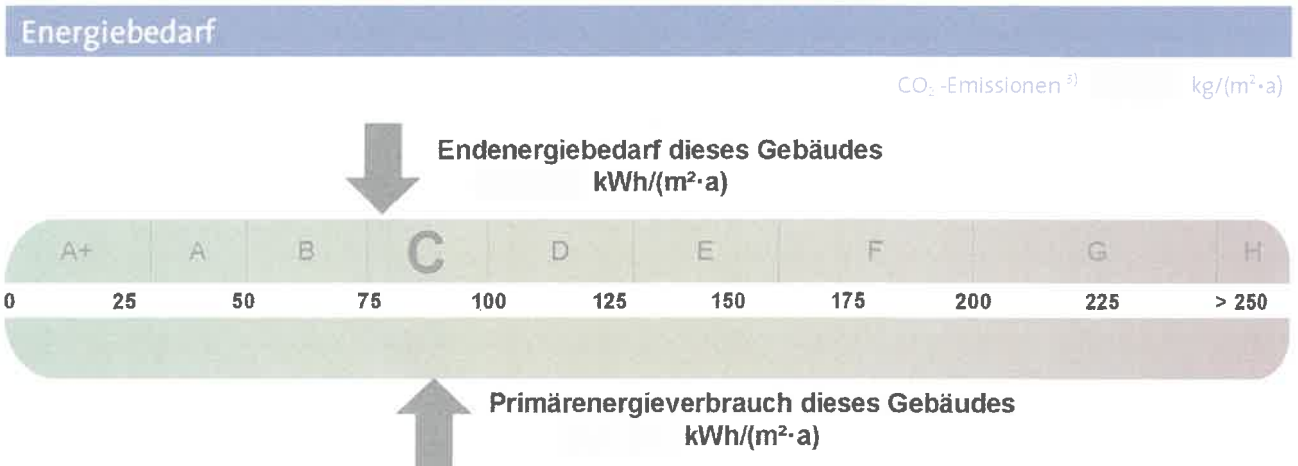 Energiebedarf
CO₂-Emissionen ³⁾ kg/(m²·a)
Endenergiebedarf dieses Gebäudes
kWh/(m²·a)
A+ A B C D E F G H
0 25 50 75 100 125 150 175 200 225 > 250
Primärenergieverbrauch dieses Gebäudes
kWh/(m²·a)